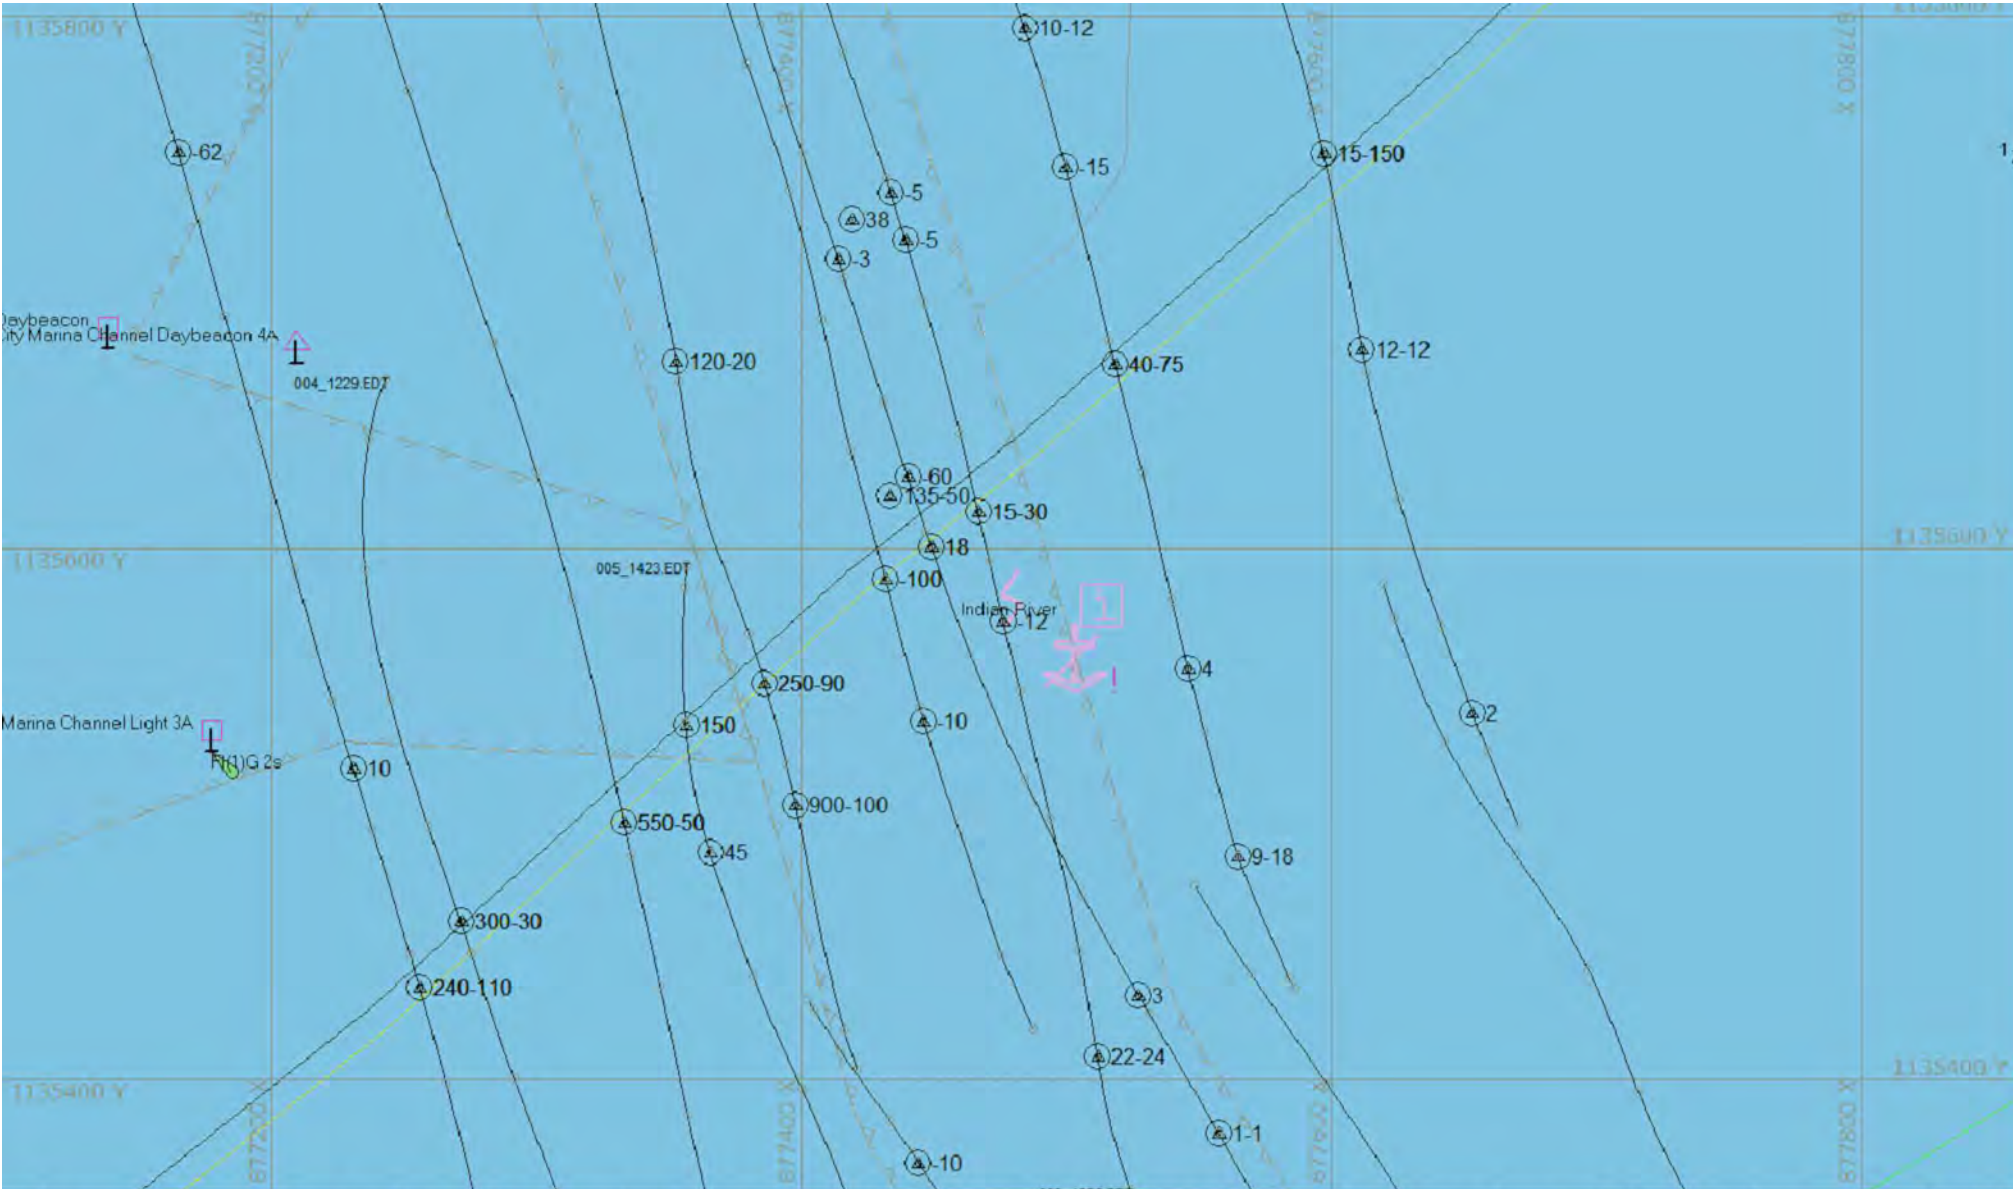 1135800 Y
877200 X
877400 X
10-12
877600 X
877800 X
-62
-15
15-150
1
-5
38
-5
-3
Daybeacon
City Marina Channel Daybeacon 4A
12-12
120-20
40-75
004_1229.EDT
-60
135-50
15-30
18
1135600 Y
1135600 Y
005_1423.EDT
-100
Indian River
-12
1
!
4
250-90
2
Marina Channel Light 3A
150
-10
Fl(1)G 2s
10
900-100
550-50
45
9-18
300-30
240-110
3
22-24
1135400 Y
1135400 Y
877200 X
877400 X
877600 X
877800 X
1-1
-10